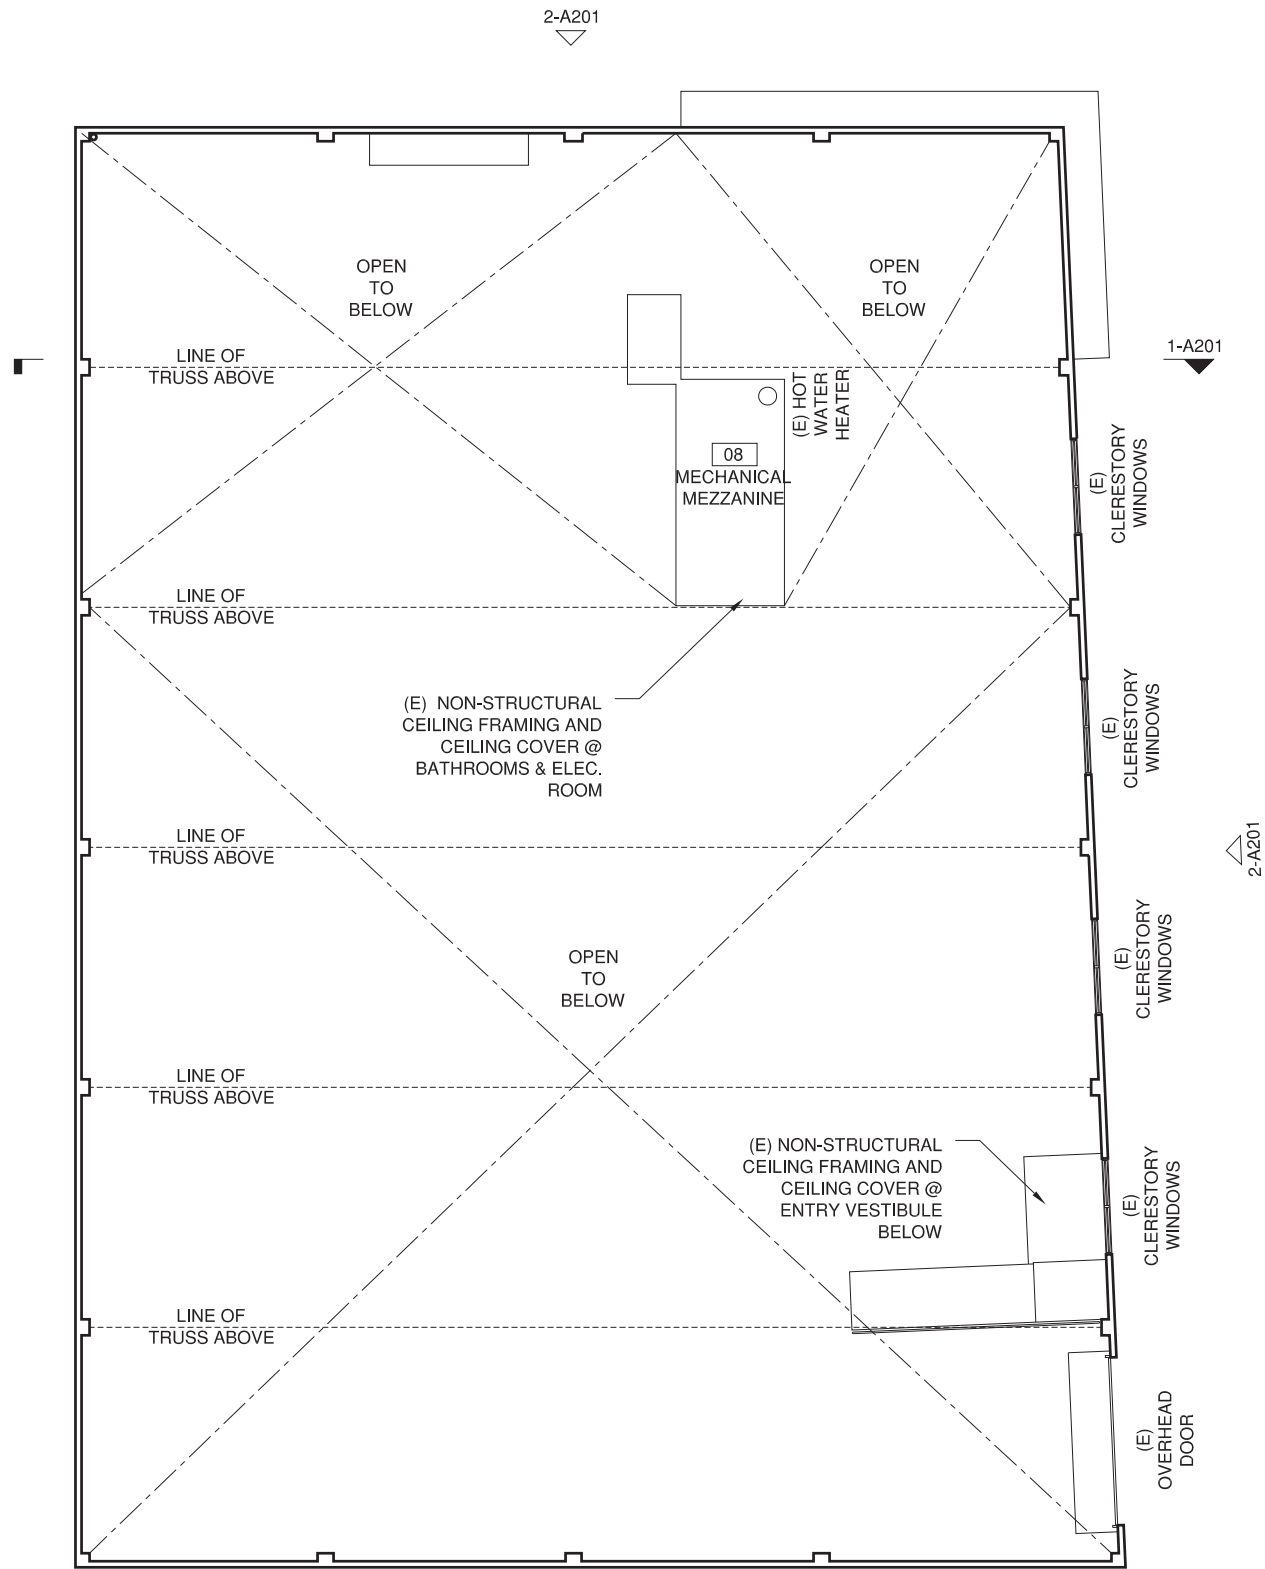 2-A201
OPEN
TO
BELOW
OPEN
TO
BELOW
1-A201
LINE OF
TRUSS ABOVE
(E) HOT
WATER
HEATER
08
MECHANICAL
MEZZANINE
(E)
CLERESTORY
WINDOWS
LINE OF
TRUSS ABOVE
(E) NON-STRUCTURAL
CEILING FRAMING AND
CEILING COVER @
BATHROOMS & ELEC.
ROOM
(E)
CLERESTORY
WINDOWS
LINE OF
TRUSS ABOVE
2-A201
OPEN
TO
BELOW
(E)
CLERESTORY
WINDOWS
LINE OF
TRUSS ABOVE
(E) NON-STRUCTURAL
CEILING FRAMING AND
CEILING COVER @
ENTRY VESTIBULE
BELOW
(E)
CLERESTORY
WINDOWS
LINE OF
TRUSS ABOVE
(E)
OVERHEAD
DOOR